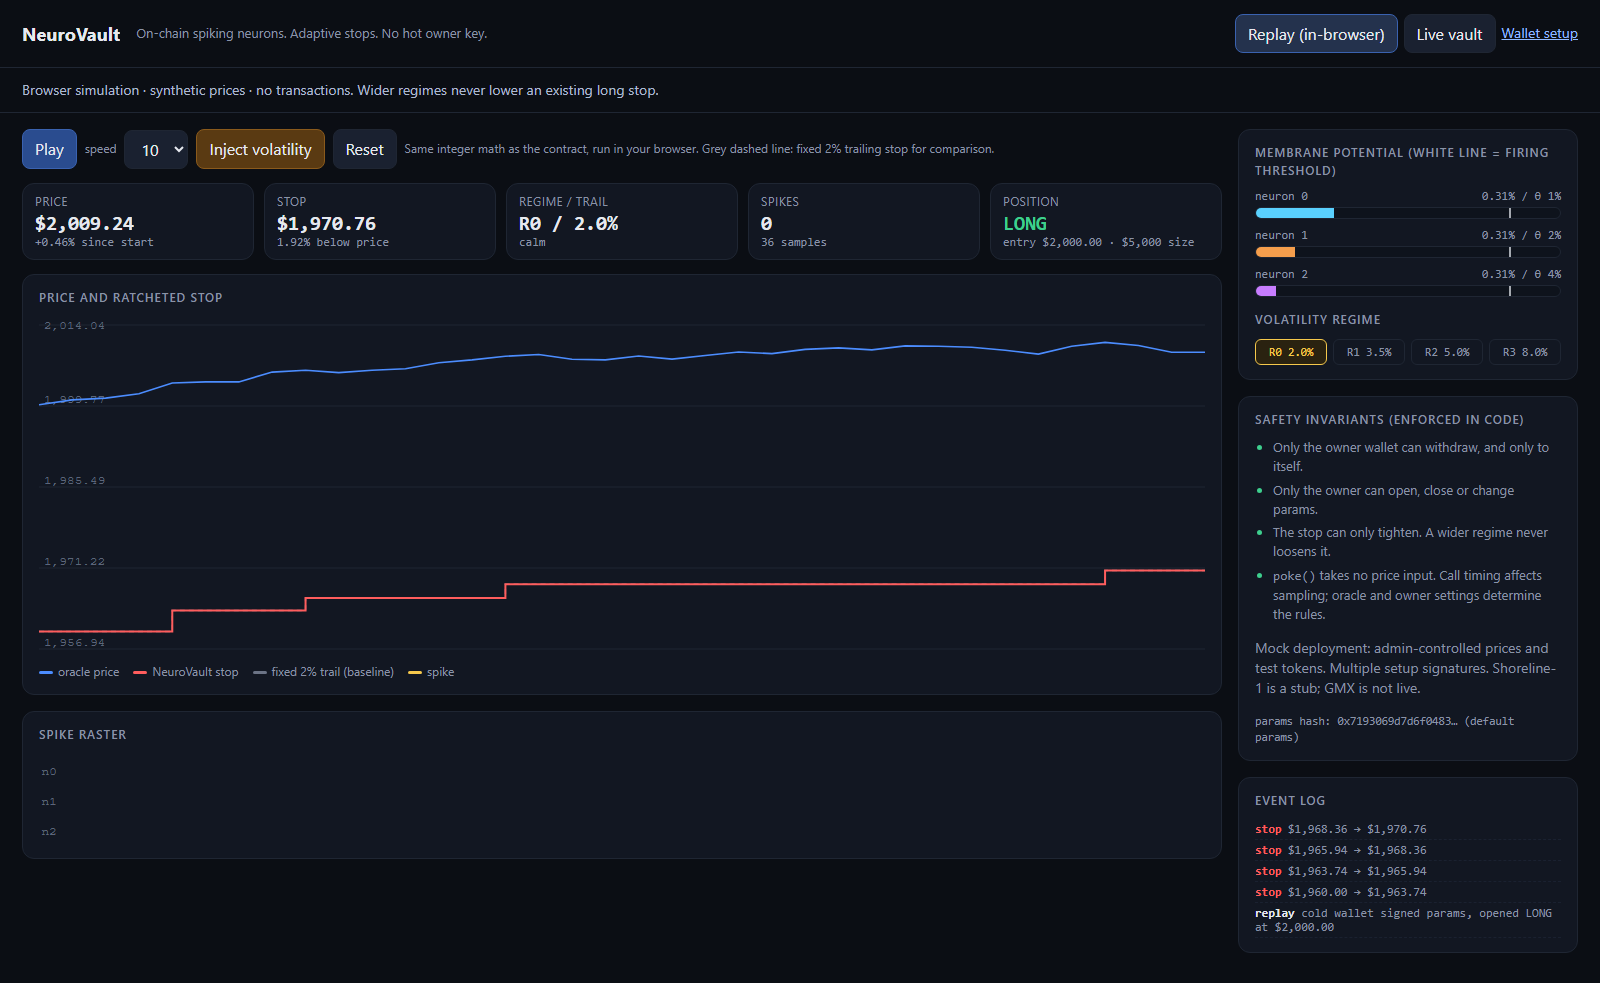 NeuroVault
On-chain spiking neurons. Adaptive stops. No hot owner key.
Replay (in-browser)
Live vault
Wallet setup
Browser simulation · synthetic prices · no transactions. Wider regimes never lower an existing long stop.
Play
speed
10
Inject volatility
Reset
Same integer math as the contract, run in your browser. Grey dashed line: fixed 2% trailing stop for comparison.
PRICE
$2,009.24
+0.46% since start
STOP
$1,970.76
1.92% below price
REGIME / TRAIL
R0 / 2.0%
calm
SPIKES
0
36 samples
POSITION
LONG
entry $2,000.00 · $5,000 size
PRICE AND RATCHETED STOP
2,014.04
1,999.77
1,985.49
1,971.22
1,956.94
oracle price
NeuroVault stop
fixed 2% trail (baseline)
spike
SPIKE RASTER
n0
n1
n2
MEMBRANE POTENTIAL (WHITE LINE = FIRING
THRESHOLD)
neuron 0 0.31% / θ 1%
neuron 1 0.31% / θ 2%
neuron 2 0.31% / θ 4%
VOLATILITY REGIME
R0 2.0%
R1 3.5%
R2 5.0%
R3 8.0%
SAFETY INVARIANTS (ENFORCED IN CODE)
Only the owner wallet can withdraw, and only to
itself.
Only the owner can open, close or change
params.
The stop can only tighten. A wider regime never
loosens it.
poke() takes no price input. Call timing affects
sampling; oracle and owner settings determine
the rules.
Mock deployment: admin-controlled prices and
test tokens. Multiple setup signatures. Shoreline-
1 is a stub; GMX is not live.
params hash: 0x7193069d7d6f0483… (default
params)
EVENT LOG
stop $1,968.36 → $1,970.76
stop $1,965.94 → $1,968.36
stop $1,963.74 → $1,965.94
stop $1,960.00 → $1,963.74
replay cold wallet signed params, opened LONG
at $2,000.00